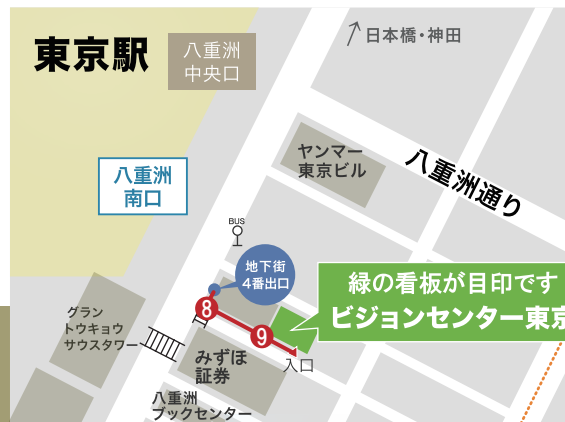 東京駅
八重洲
中央口
日本橋・神田
ヤンマー
東京ビル
八重洲通り
八重洲
南口
BUS
地下街
4番出口
緑の看板が目印です
ビジョンセンター東京
グラン
トウキョウ
サウスタワー
8
9
入口
みずほ
証券
八重洲
ブックセンター